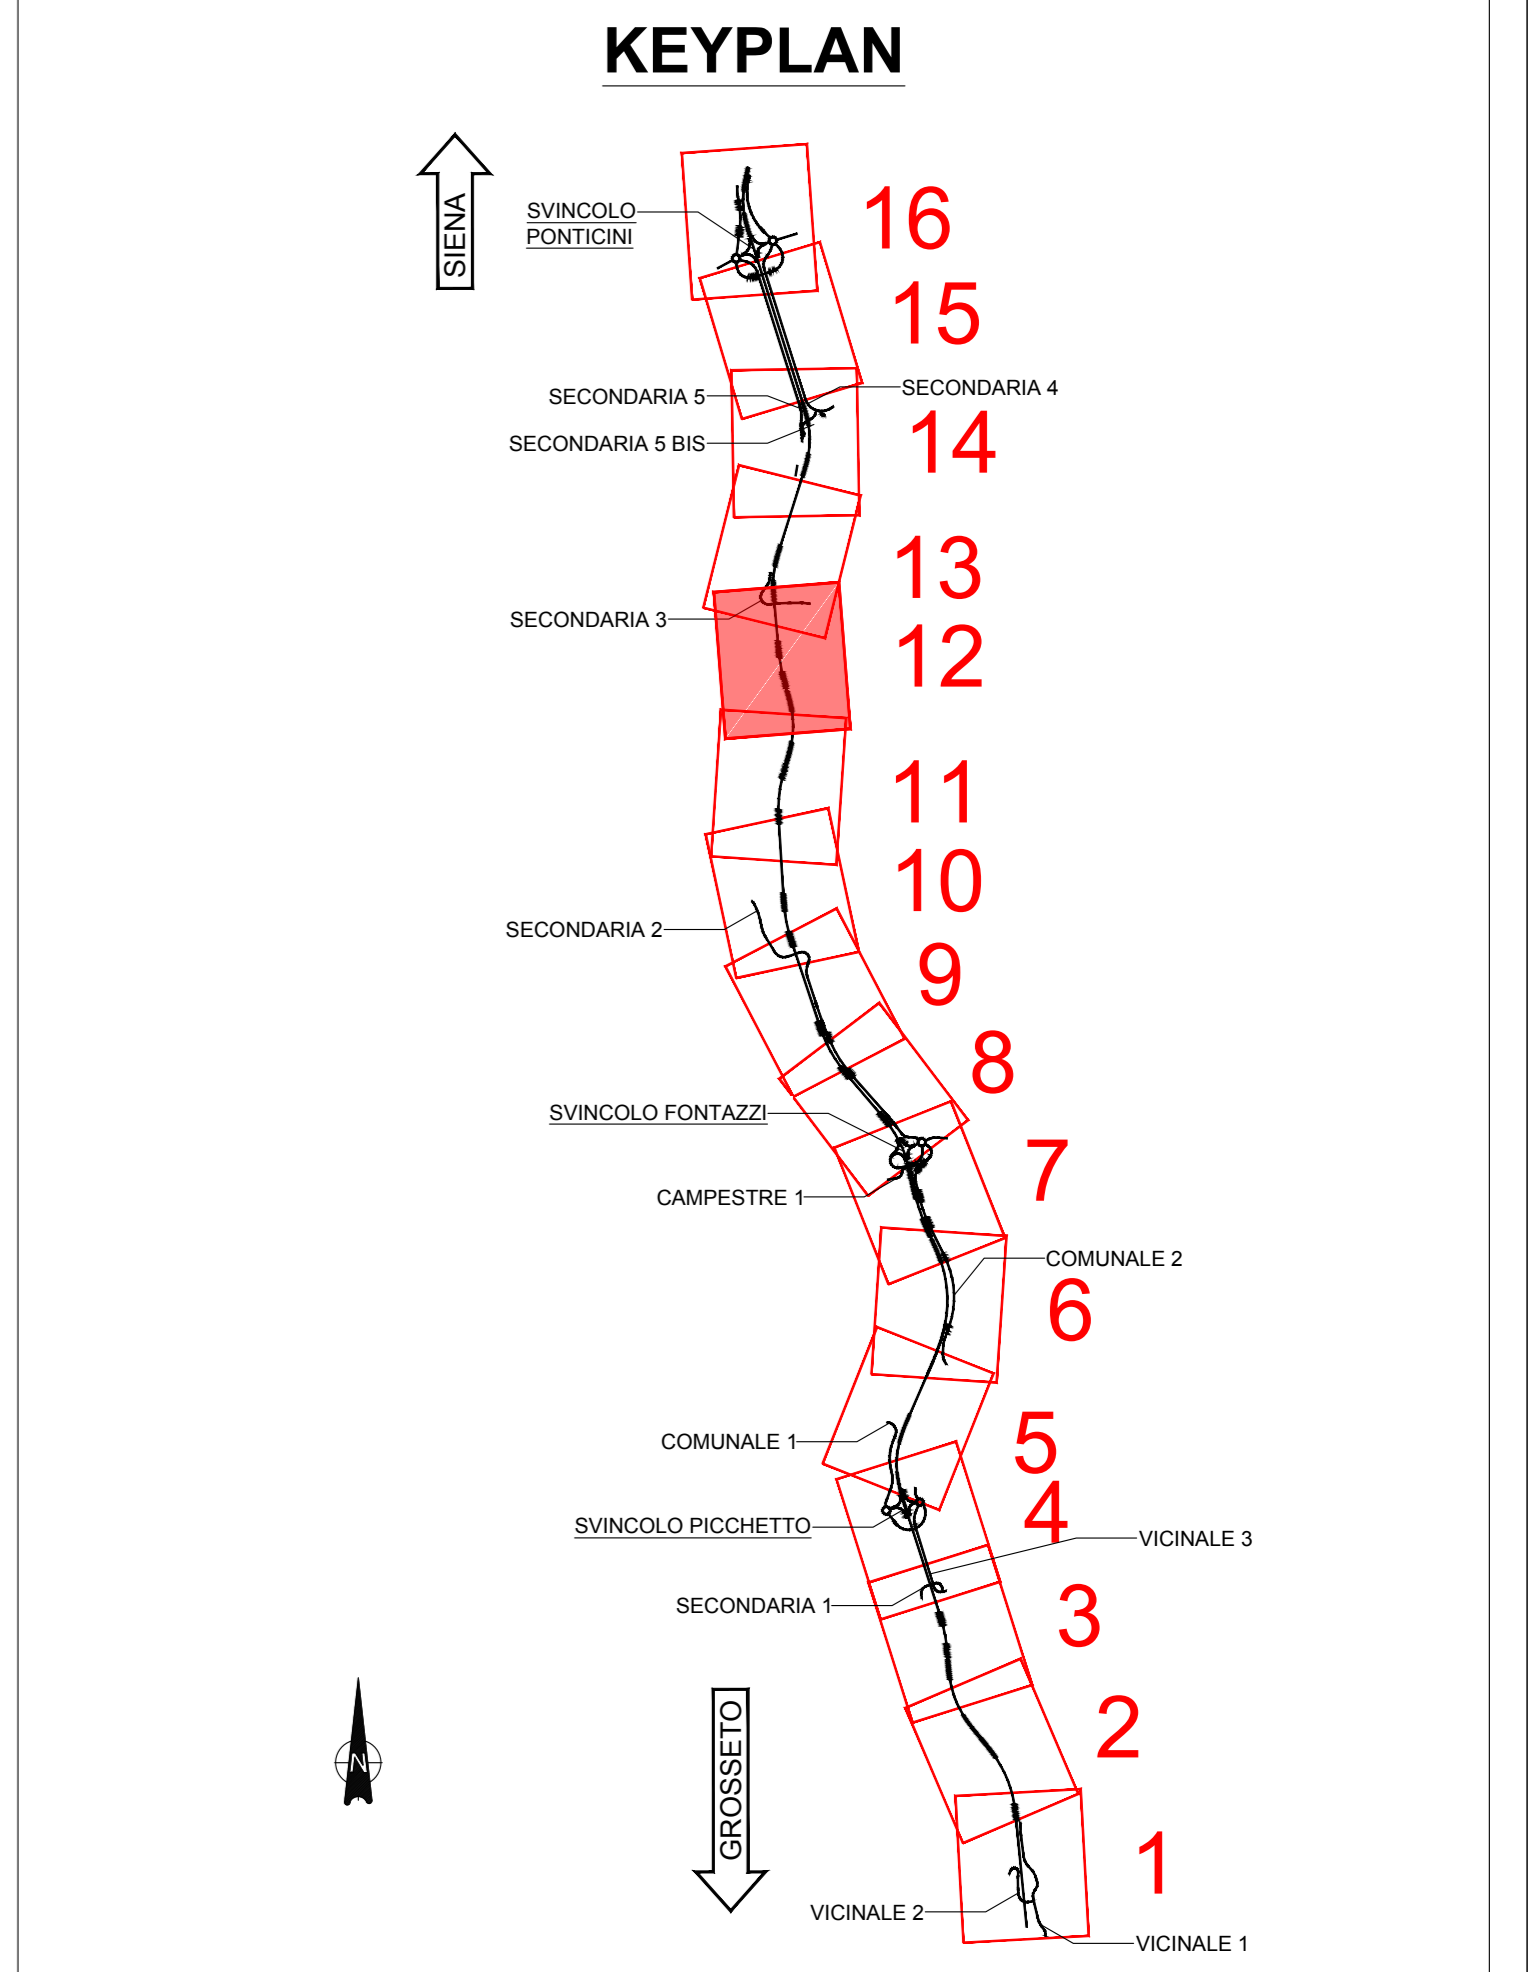 KEYPLAN
SIENA
SVINCOLO
PONTICINI
16
15
SECONDARIA 5
SECONDARIA 4
SECONDARIA 5 BIS
14
13
SECONDARIA 3
12
11
10
SECONDARIA 2
9
8
SVINCOLO FONTAZZI
7
CAMPESTRE 1
COMUNALE 2
6
COMUNALE 1
5
4
SVINCOLO PICCHETTO
VICINALE 3
SECONDARIA 1
3
2
N
GROSSETO
1
VICINALE 2
VICINALE 1